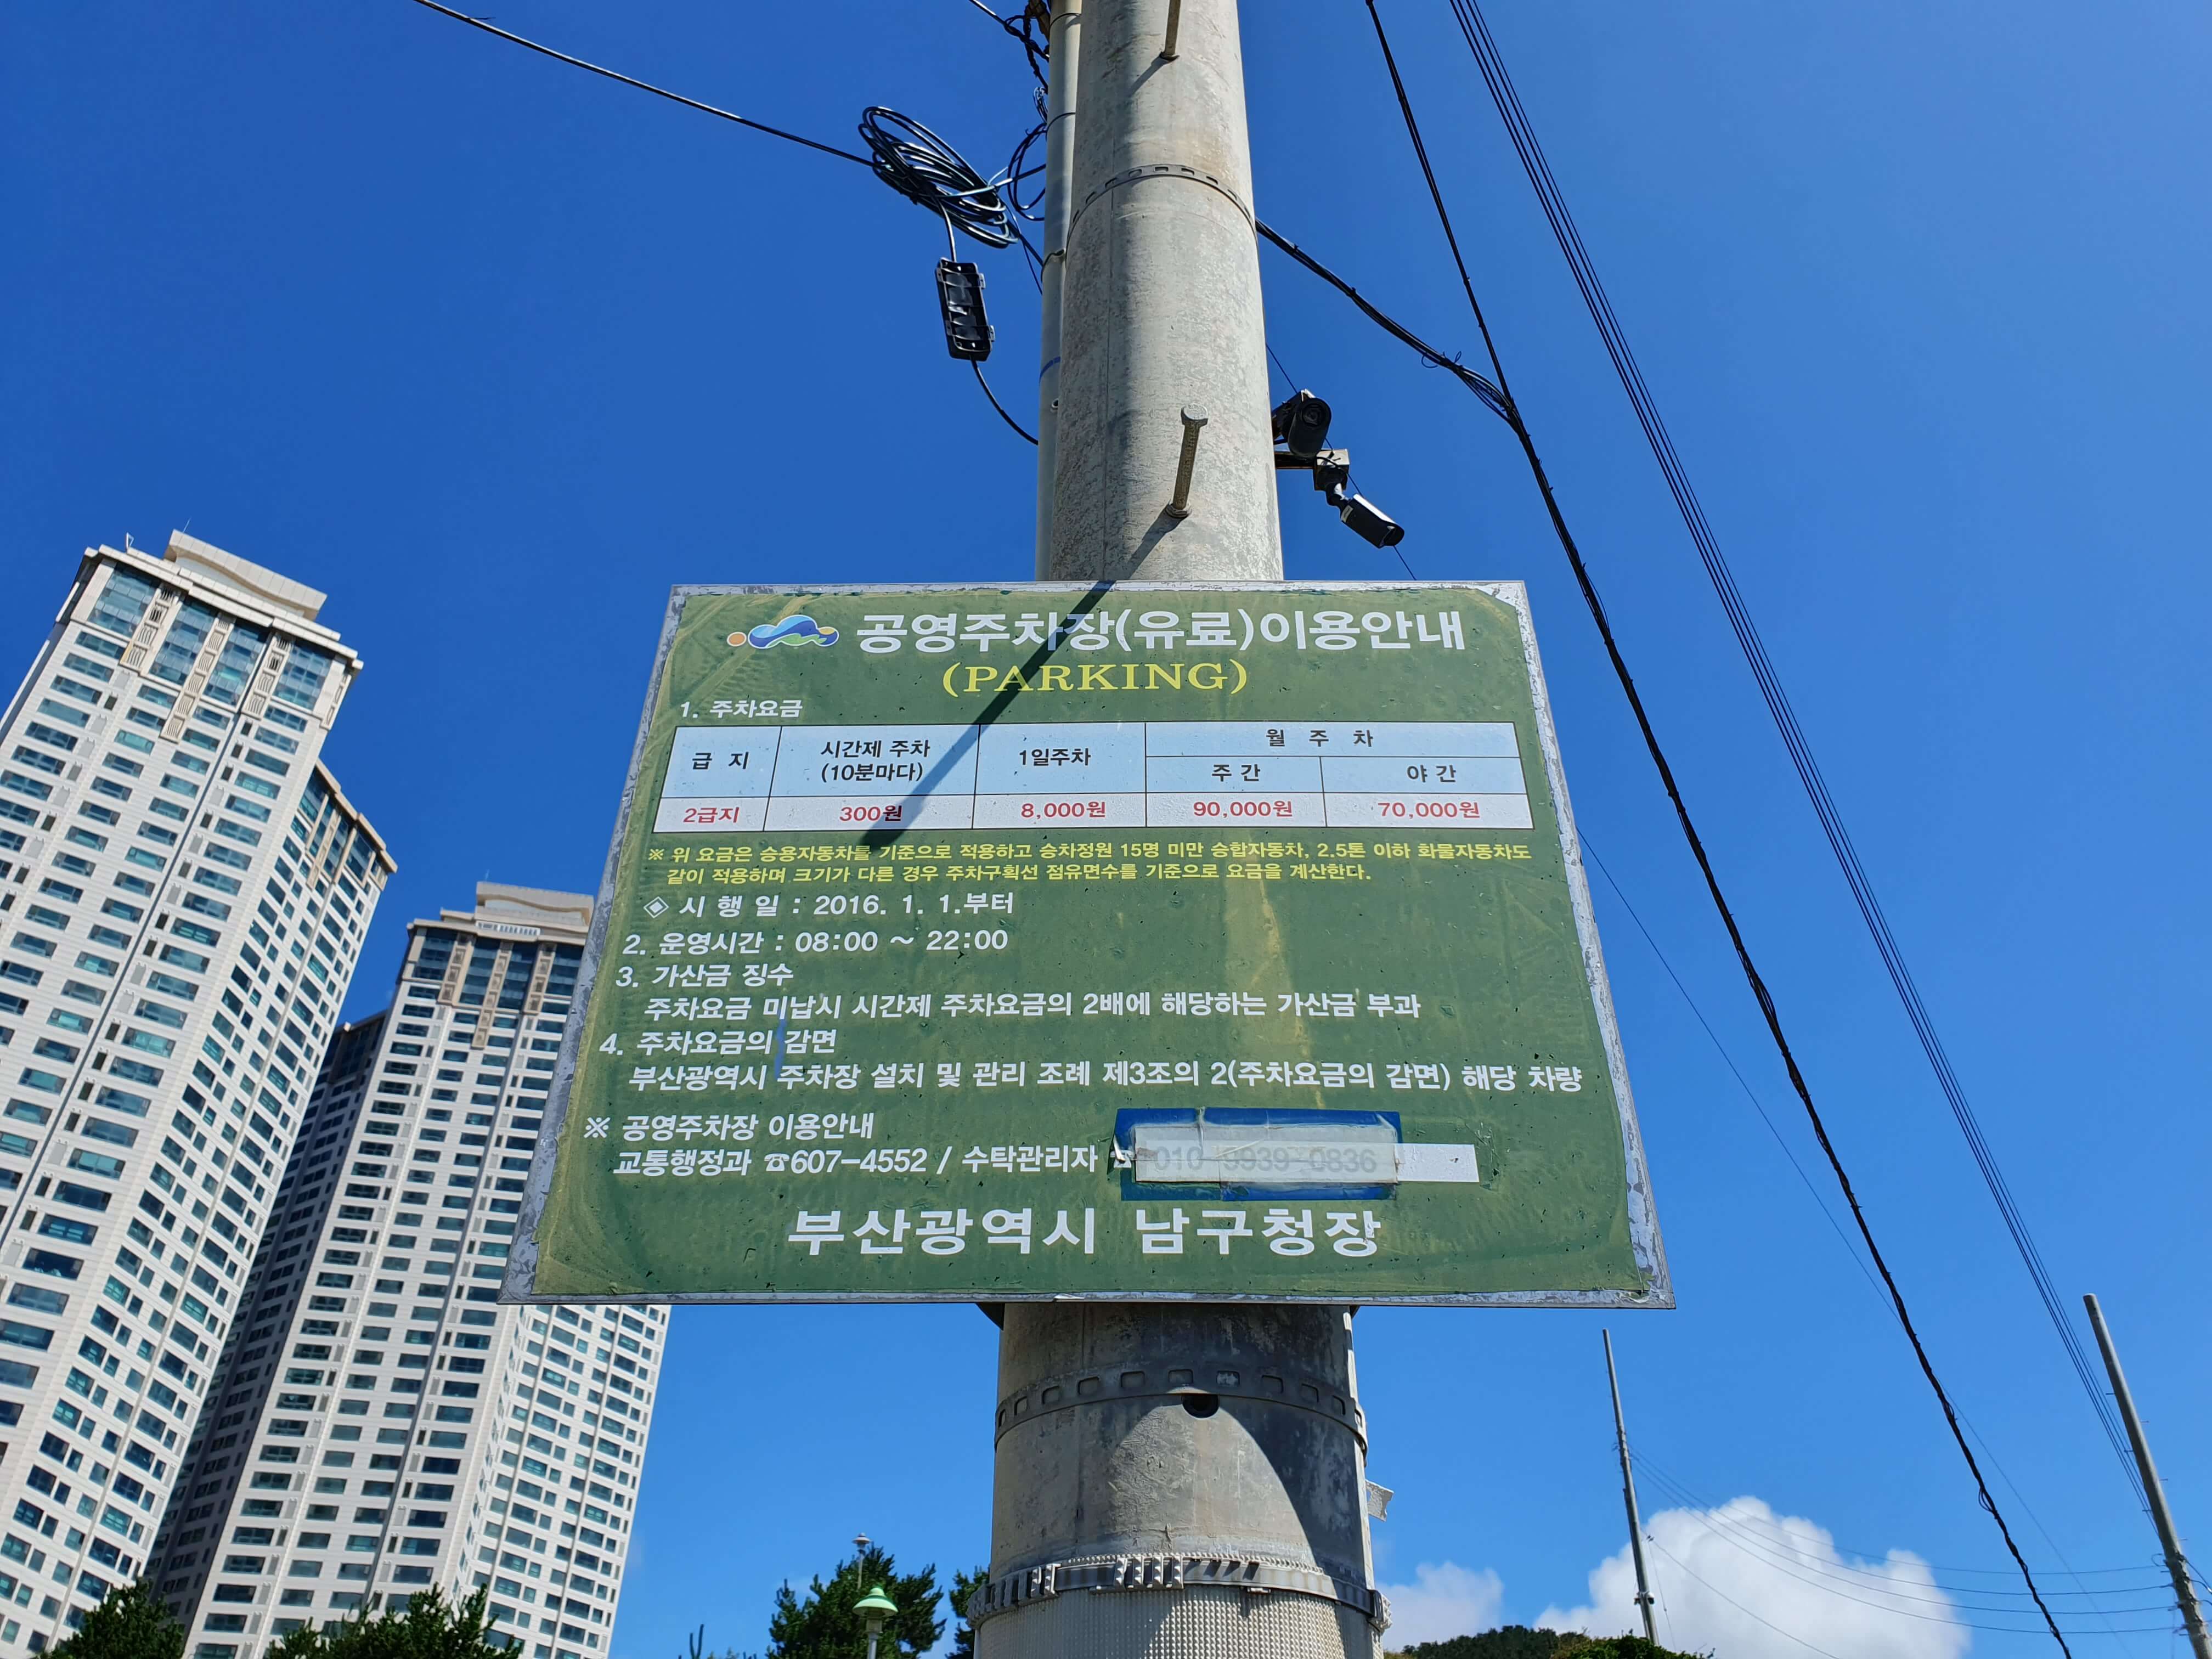 공영주차장(유료)이용안내
(PARKING)
1. 주차요금
급 지 시간제 주차 (10분마다) 1일주차 월 주 차
주 간 야 간
2급지 300원 8,000원 90,000원 70,000원
※ 위 요금은 승용자동차를 기준으로 적용하고 승차정원 15명 미만 승합자동차, 2.5톤 이하 화물자동차도
같이 적용하며 크기가 다른 경우 주차구획선 점유면수를 기준으로 요금을 계산한다.
◈ 시 행 일 : 2016. 1. 1.부터
2. 운영시간 : 08:00 ~ 22:00
3. 가산금 징수
주차요금 미납시 시간제 주차요금의 2배에 해당하는 가산금 부과
4. 주차요금의 감면
부산광역시 주차장 설치 및 관리 조례 제3조의 2(주차요금의 감면) 해당 차량
※ 공영주차장 이용안내
교통행정과 ☎607-4552 / 수탁관리자
부산광역시 남구청장